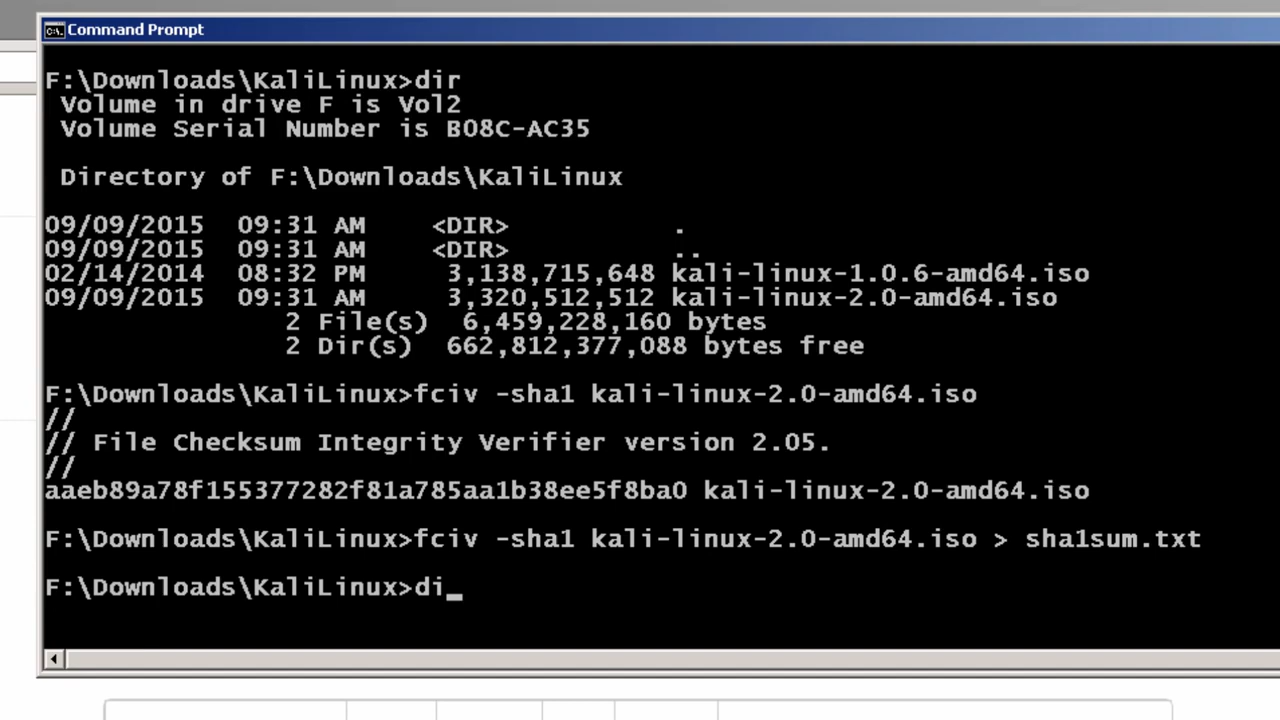 Command Prompt
F:\Downloads\KaliLinux>dir
Volume in drive F is Vol2
Volume Serial Number is B08C-AC35
Directory of F:\Downloads\KaliLinux
09/09/2015 09:31 AM <DIR> .
09/09/2015 09:31 AM <DIR> ..
02/14/2014 08:32 PM 3,138,715,648 kali-linux-1.0.6-amd64.iso
09/09/2015 09:31 AM 3,320,512,512 kali-linux-2.0-amd64.iso
2 File(s) 6,459,228,160 bytes
2 Dir(s) 662,812,377,088 bytes free
F:\Downloads\KaliLinux>fciv -sha1 kali-linux-2.0-amd64.iso
//
// File Checksum Integrity Verifier version 2.05.
//
aaeb89a78f155377282f81a785aa1b38ee5f8ba0 kali-linux-2.0-amd64.iso
F:\Downloads\KaliLinux>fciv -sha1 kali-linux-2.0-amd64.iso > sha1sum.txt
F:\Downloads\KaliLinux>di_